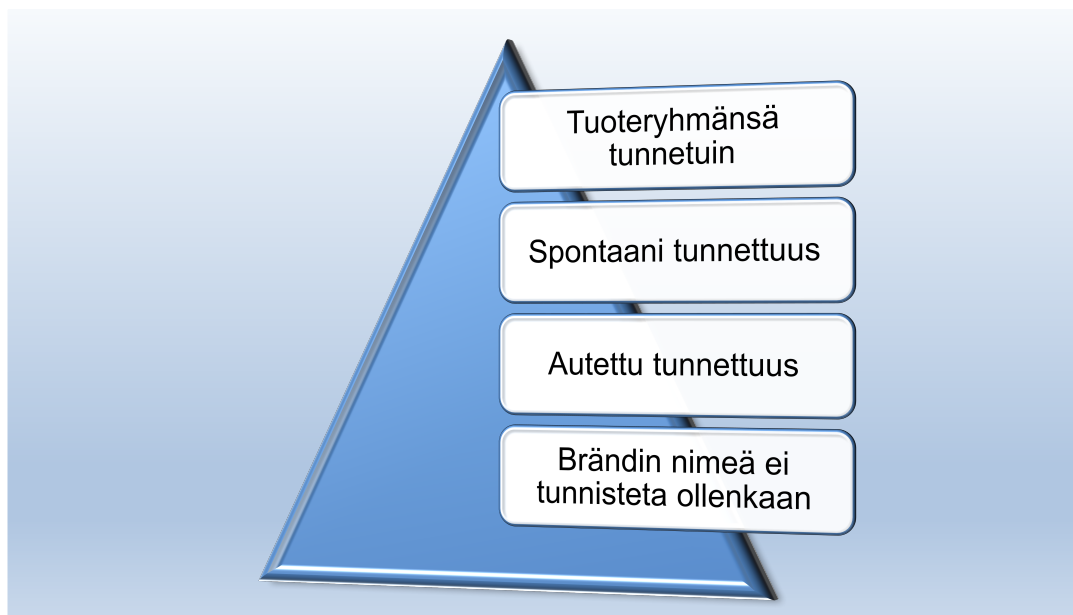 Tuoteryhmänsä
tunnetuin
Spontaani tunnettuus
Autettu tunnettuus
Brändin nimeä ei
tunnisteta ollenkaan